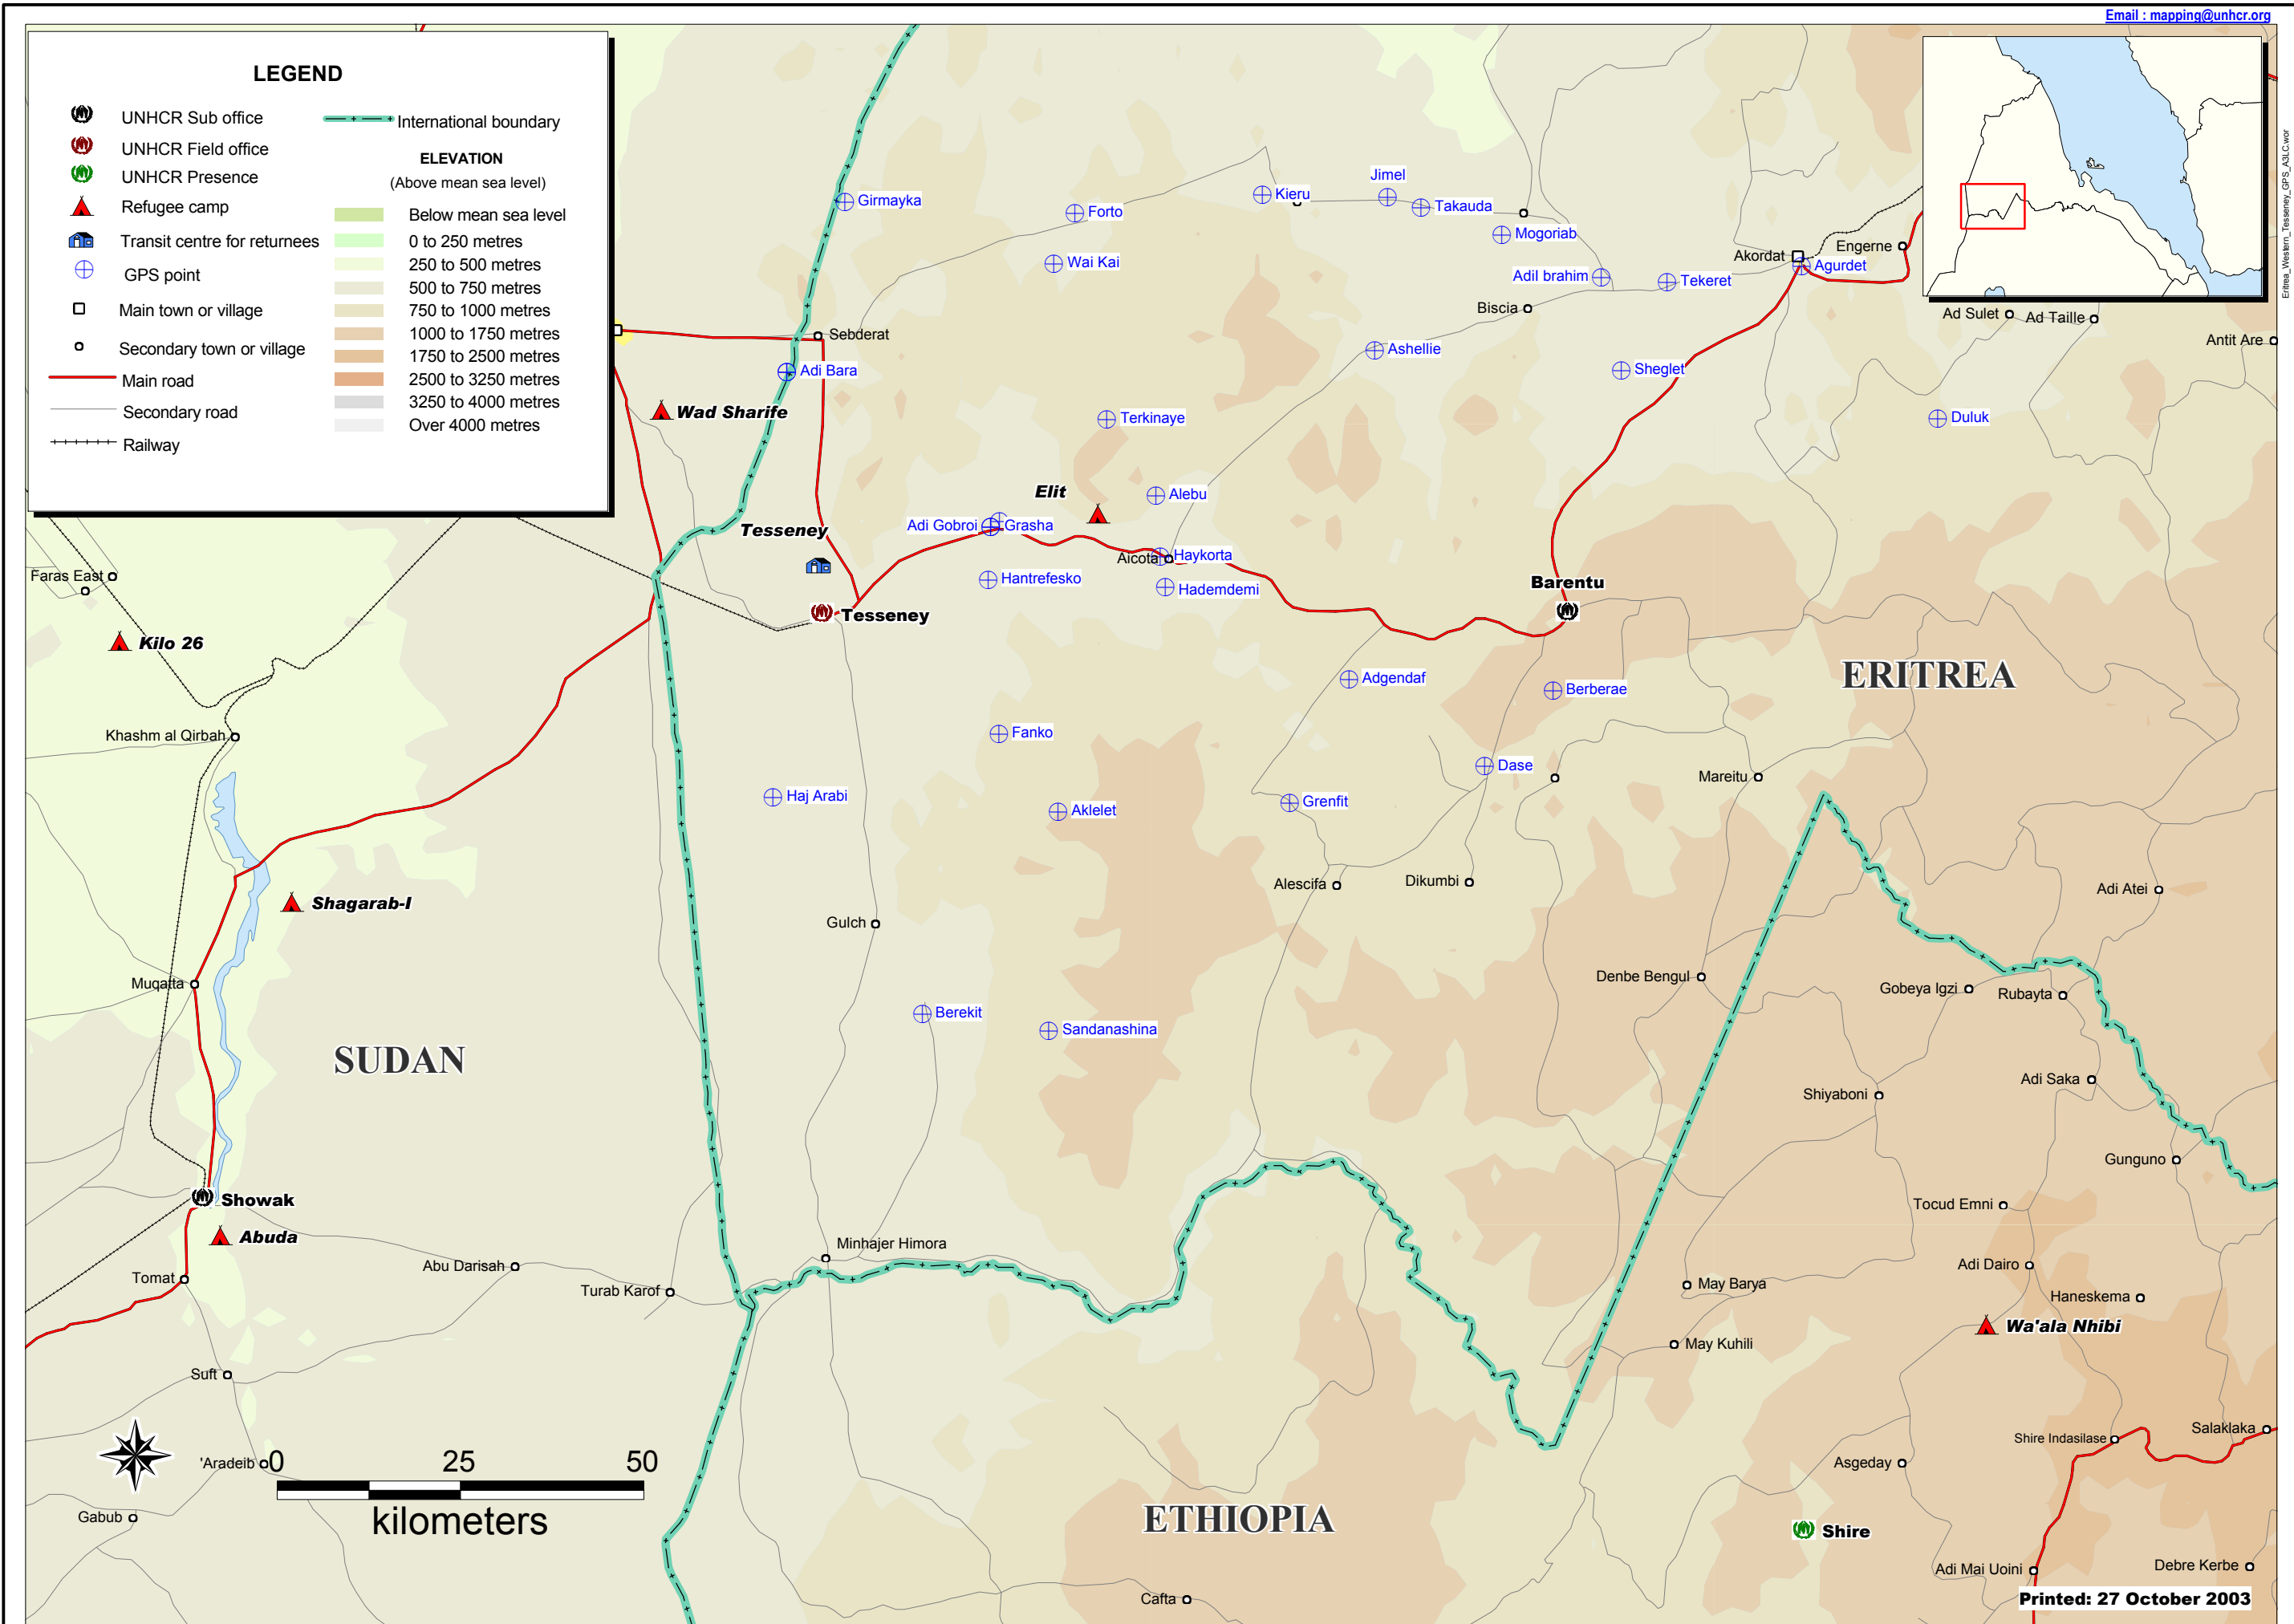 Email : mapping@unhcr.org
LEGEND
UNHCR Sub office
UNHCR Field office
UNHCR Presence
Refugee camp
Transit centre for returnees
GPS point
Main town or village
Secondary town or village
Main road
Secondary road
Railway
International boundary
ELEVATION
(Above mean sea level)
Below mean sea level
0 to 250 metres
250 to 500 metres
500 to 750 metres
750 to 1000 metres
1000 to 1750 metres
1750 to 2500 metres
2500 to 3250 metres
3250 to 4000 metres
Over 4000 metres
Eritrea_Western_Tesseney_GPS_A3LC.wor
Girmayka
Forto
Kieru
Jimel
Takauda
Mogoriab
Wai Kai
Adil brahim
Tekeret
Akordat
Agurdet
Engerne
Biscia
Ad Sulet
Ad Taille
Antit Are
Sebderat
Adi Bara
Ashellie
Sheglet
Wad Sharife
Terkinaye
Duluk
Elit
Alebu
Adi Gobroi
Grasha
Tesseney
Aicota
Haykorta
Hantrefesko
Hademdemi
Barentu
Faras East
Tesseney
Kilo 26
ERITREA
Adgendaf
Berberae
Khashm al Qirbah
Fanko
Dase
Mareitu
Haj Arabi
Aklelet
Grenfit
Alescifa
Dikumbi
Adi Atei
Shagarab-I
Gulch
Muqatta
Denbe Bengul
Gobeya Igzi
Rubayta
Berekit
Sandanashina
SUDAN
Adi Saka
Shiyaboni
Gunguno
Showak
Tocud Emni
Abuda
Minhajer Himora
Abu Darisah
Adi Dairo
Tomat
Turab Karof
May Barya
Haneskema
Wa'ala Nhibi
May Kuhili
Suft
Salaklaka
Shire Indasilase
'Aradeib
Asgeday
0 25 50
kilometers
Gabub
ETHIOPIA
Shire
Debre Kerbe
Adi Mai Uoini
Cafta
Printed: 27 October 2003